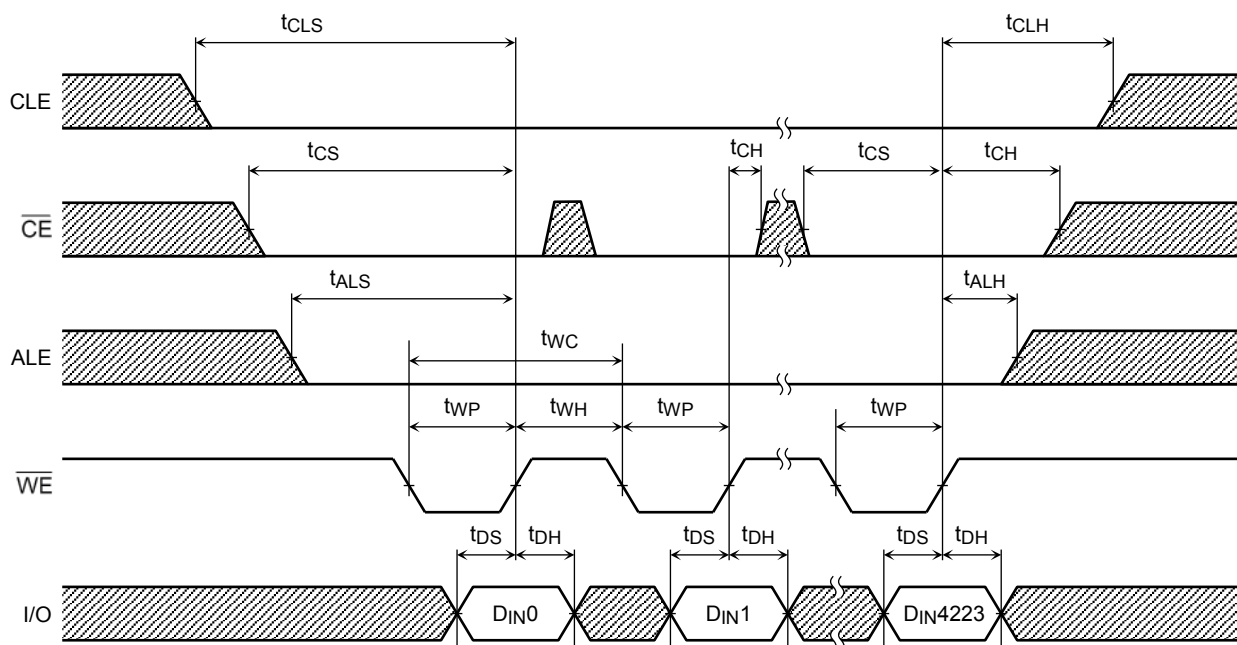 tCLS
tCLH
CLE
tCS
tCH
tCS
tCH
CE
tALS
tALH
ALE
tWC
tWP
tWH
tWP
tWP
WE
tDS
tDH
tDS
tDH
tDS
tDH
I/O
DIN0
DIN1
DIN4223